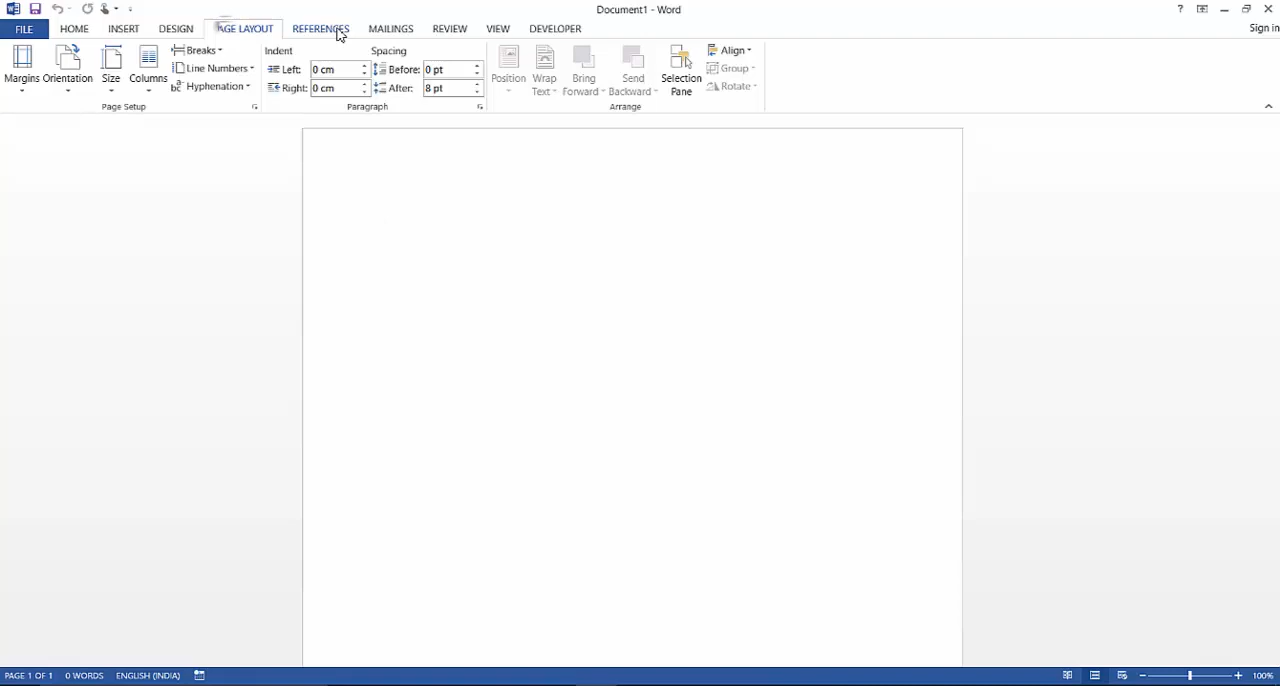 Document1 - Word
?
Sign in
FILE HOME INSERT DESIGN AGE LAYOUT REFERENCES MAILINGS REVIEW VIEW DEVELOPER
Margins Orientation Size Columns
Breaks
Line Numbers
Hyphenation
Page Setup
Indent Spacing
Left: 0 cm Before: 0 pt
Right: 0 cm After: 8 pt
Paragraph
Position Wrap Text Bring Forward Send Backward Selection Pane
Align
Group
Rotate
Arrange
PAGE 1 OF 1 0 WORDS ENGLISH (INDIA) 100%